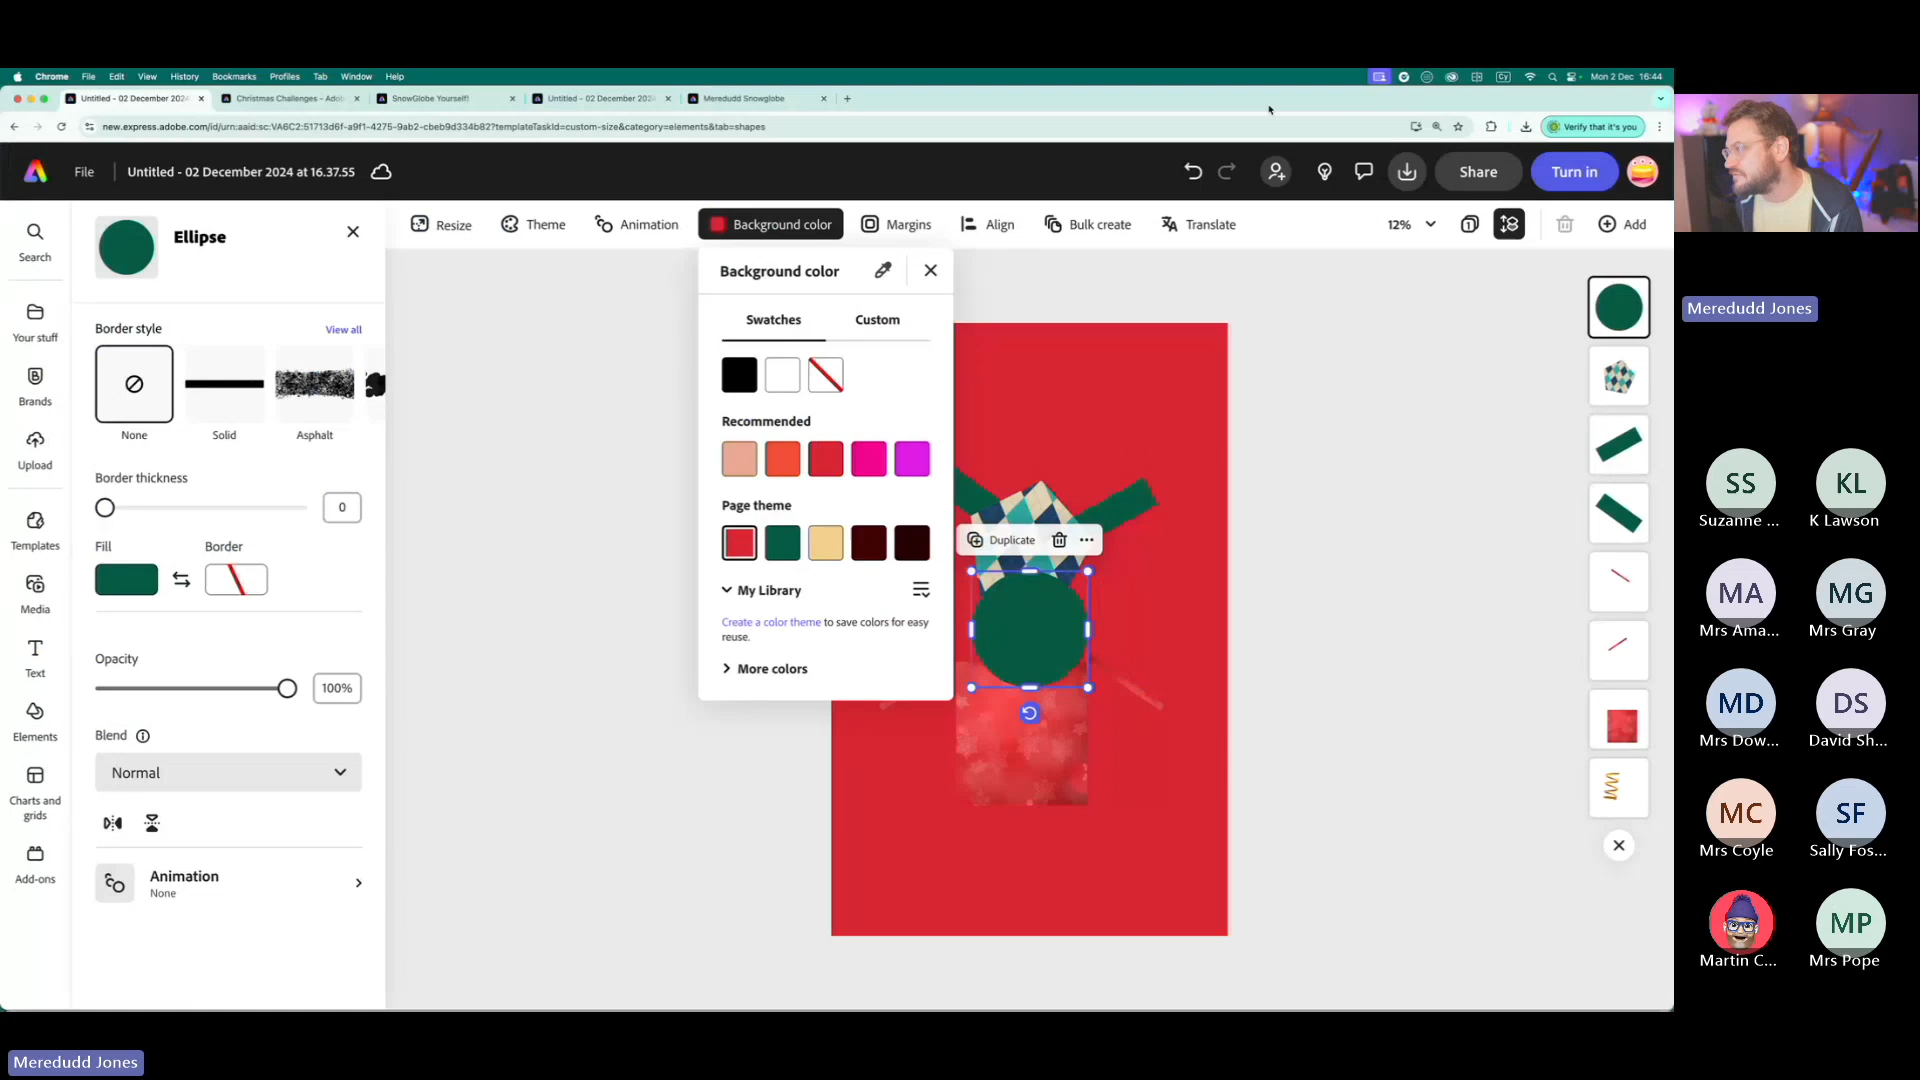 Chrome File Edit View History Bookmarks Profiles Tab Window Help
Cy Mon 2 Dec 16:44
Untitled - 02 December 202
Christmas Challenges - Adob
SnowGlobe Yourself!
Untitled - 02 December 202
Meredudd Snowglobe
new.express.adobe.com/id/urn:aaid:sc:VA6C2:51713d6f-a9f1-4275-9ab2-cbeb9d334b82?templateTaskId=custom-size&category=elements&tab=shapes
Verify that it's you
File
Untitled - 02 December 2024 at 16.37.55
Share
Turn in
Search
Your stuff
Brands
Upload
Templates
Media
Text
Elements
Charts and
grids
Add-ons
Ellipse
Border style
View all
None
Solid
Asphalt
Border thickness
0
Fill
Border
Opacity
100%
Blend
Normal
Animation
None
Resize
Theme
Animation
Background color
Margins
Align
Bulk create
Translate
12%
1
Add
Background color
Swatches
Custom
Recommended
Page theme
My Library
Create a color theme to save colors for easy
reuse.
More colors
Duplicate
Meredudd Jones
SS
Suzanne ...
KL
K Lawson
MA
Mrs Ama...
MG
Mrs Gray
MD
Mrs Dow...
DS
David Sh...
MC
Mrs Coyle
SF
Sally Fos...
Martin C...
MP
Mrs Pope
Meredudd Jones